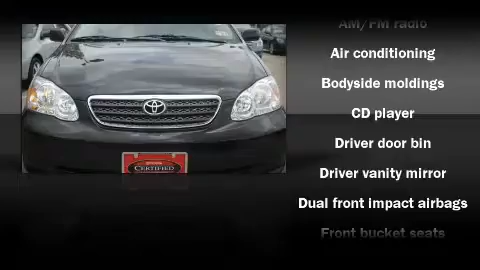 AM/FM radio
Air conditioning
Bodyside moldings
CD player
Driver door bin
Driver vanity mirror
Dual front impact airbags
Front bucket seats
CERTIFIED